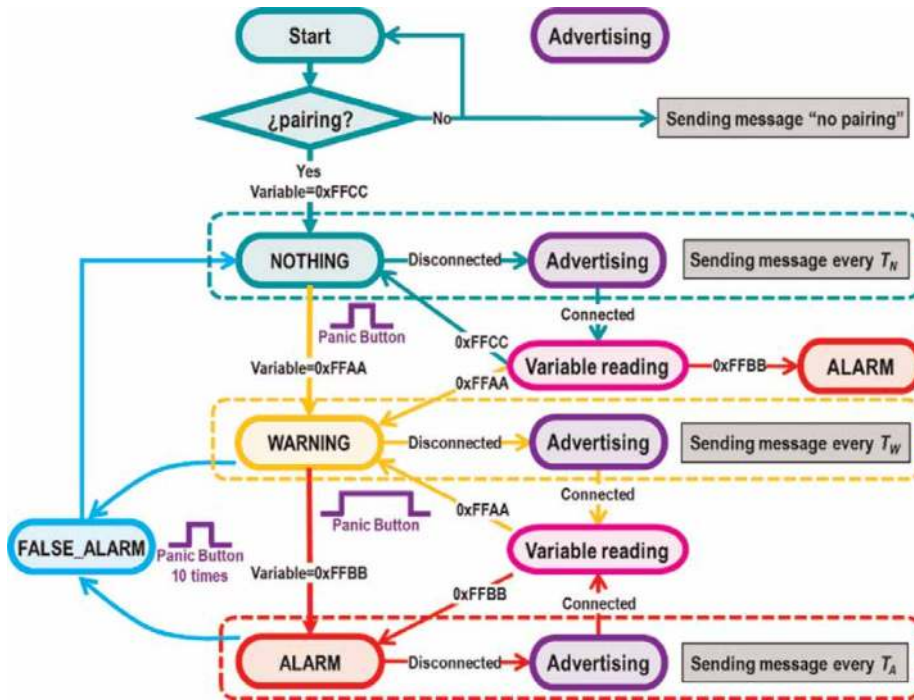 Start
Advertising
¿pairing?
No
Sending message “no pairing”
Yes
Variable=0xFFCC
NOTHING
Disconnected
Advertising
Sending message every TN
Connected
Panic Button
0xFFCC
Variable reading
0xFFBB
ALARM
Variable=0xFFAA
0xFFAA
WARNING
Disconnected
Advertising
Sending message every TW
Connected
Panic Button
0xFFAA
FALSE_ALARM
Panic Button
10 times
Variable reading
Variable=0xFFBB
0xFFBB
Connected
ALARM
Disconnected
Advertising
Sending message every TA